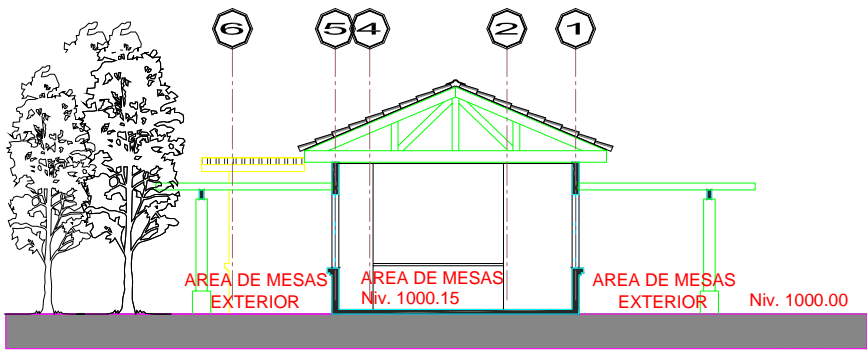 6 5 4 2 1
AREA DE MESAS
EXTERIOR
AREA DE MESAS
Niv. 1000.15
AREA DE MESAS
EXTERIOR
Niv. 1000.00